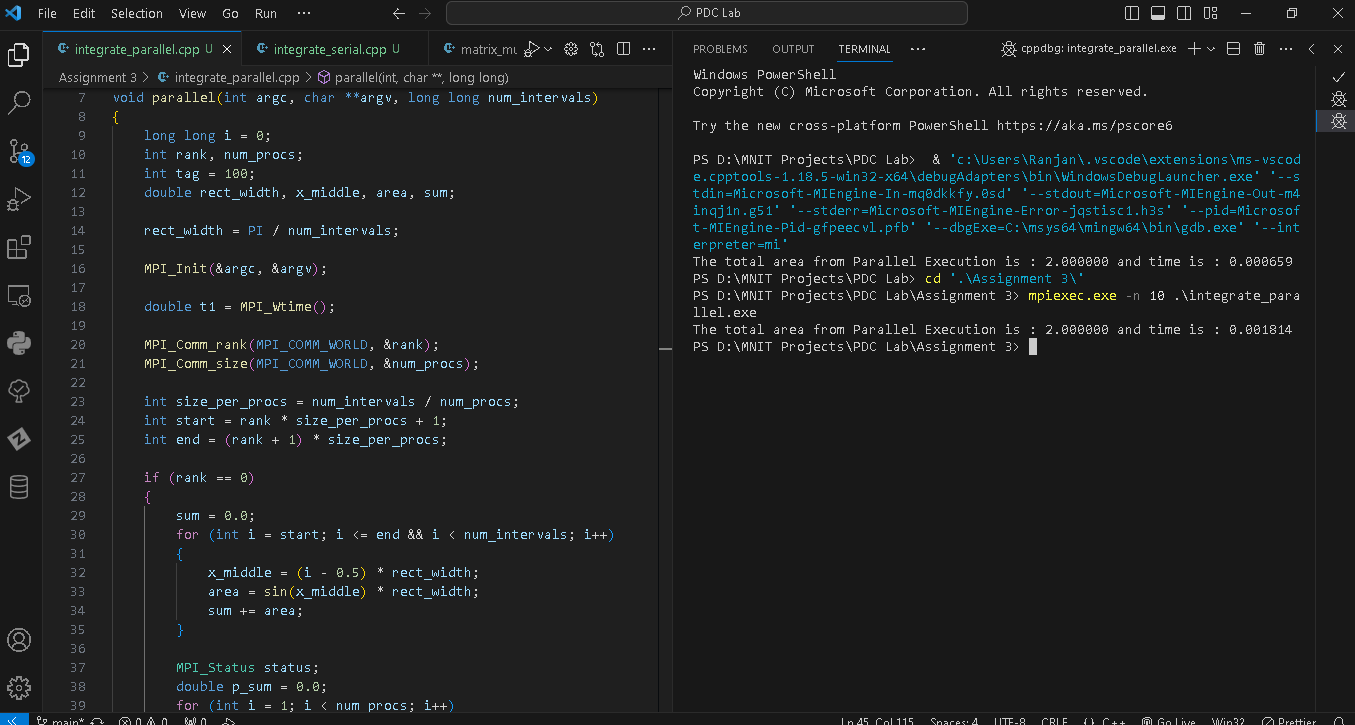 File Edit Selection View Go Run ··· PDC Lab
integrate_parallel.cpp U integrate_serial.cpp U matrix_mu
Assignment 3 > integrate_parallel.cpp > parallel(int, char **, long long)
7 void parallel(int argc, char **argv, long long num_intervals)
8 {
9 long long i = 0;
10 int rank, num_procs;
11 int tag = 100;
12 double rect_width, x_middle, area, sum;
13
14 rect_width = PI / num_intervals;
15
16 MPI_Init(&argc, &argv);
17
18 double t1 = MPI_Wtime();
19
20 MPI_Comm_rank(MPI_COMM_WORLD, &rank);
21 MPI_Comm_size(MPI_COMM_WORLD, &num_procs);
22
23 int size_per_procs = num_intervals / num_procs;
24 int start = rank * size_per_procs + 1;
25 int end = (rank + 1) * size_per_procs;
26
27 if (rank == 0)
28 {
29 sum = 0.0;
30 for (int i = start; i <= end && i < num_intervals; i++)
31 {
32 x_middle = (i - 0.5) * rect_width;
33 area = sin(x_middle) * rect_width;
34 sum += area;
35 }
36
37 MPI_Status status;
38 double p_sum = 0.0;
39 for (int i = 1; i < num_procs; i++)
PROBLEMS OUTPUT TERMINAL ··· cppdbg: integrate_parallel.exe
Windows PowerShell
Copyright (C) Microsoft Corporation. All rights reserved.
Try the new cross-platform PowerShell https://aka.ms/pscore6
PS D:\MNIT Projects\PDC Lab> & 'c:\Users\Ranjan\.vscode\extensions\ms-vscod
e.cpptools-1.18.5-win32-x64\debugAdapters\bin\WindowsDebugLauncher.exe' '--s
tdin=Microsoft-MIEngine-In-mq0dkkfy.0sd' '--stdout=Microsoft-MIEngine-Out-m4
inqj1n.g51' '--stderr=Microsoft-MIEngine-Error-jqstisc1.h3s' '--pid=Microsof
t-MIEngine-Pid-gfpeecvl.pfb' '--dbgExe=C:\msys64\mingw64\bin\gdb.exe' '--int
erpreter=mi'
The total area from Parallel Execution is : 2.000000 and time is : 0.000659
PS D:\MNIT Projects\PDC Lab> cd '.\Assignment 3\'
PS D:\MNIT Projects\PDC Lab\Assignment 3> mpiexec.exe -n 10 .\integrate_para
llel.exe
The total area from Parallel Execution is : 2.000000 and time is : 0.001814
PS D:\MNIT Projects\PDC Lab\Assignment 3>
12
main* 0 0 0 Ln 45, Col 115 Spaces: 4 UTF-8 CRLF {} C++ Go Live Win32 Prettier